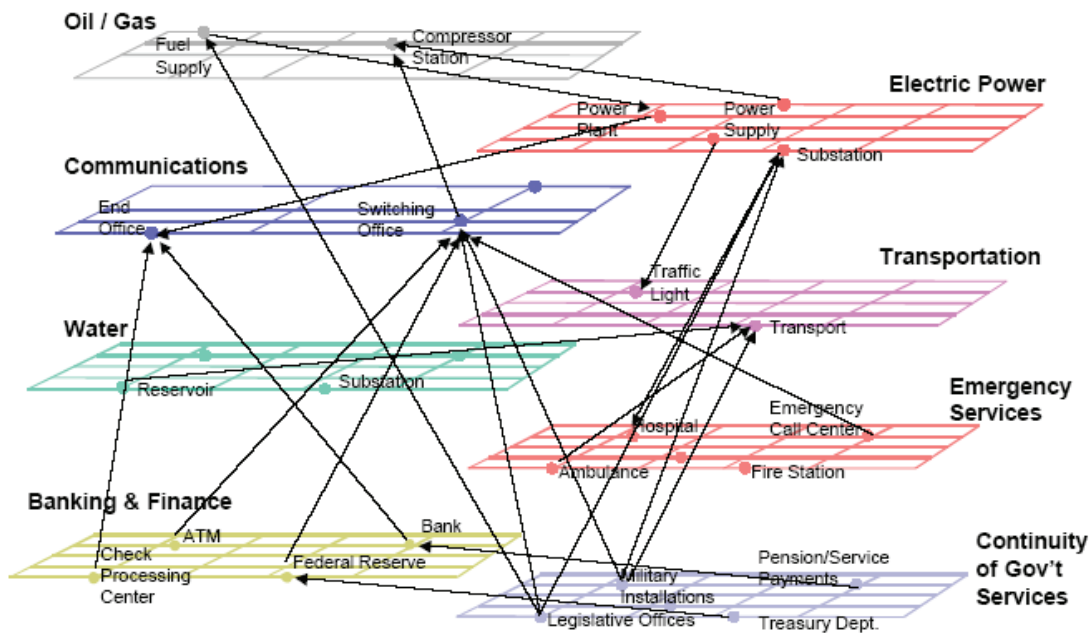 Oil / Gas
Fuel
Supply
Compressor
Station
Electric Power
Power
Plant
Power
Supply
Substation
Communications
End
Office
Switching
Office
Transportation
Traffic
Light
Transport
Water
Reservoir
Substation
Emergency
Services
Hospital
Emergency
Call Center
Ambulance
Fire Station
Banking & Finance
ATM
Bank
Check
Processing
Center
Federal Reserve
Continuity
of Gov't
Services
Military
Installations
Pension/Service
Payments
Legislative Offices
Treasury Dept.